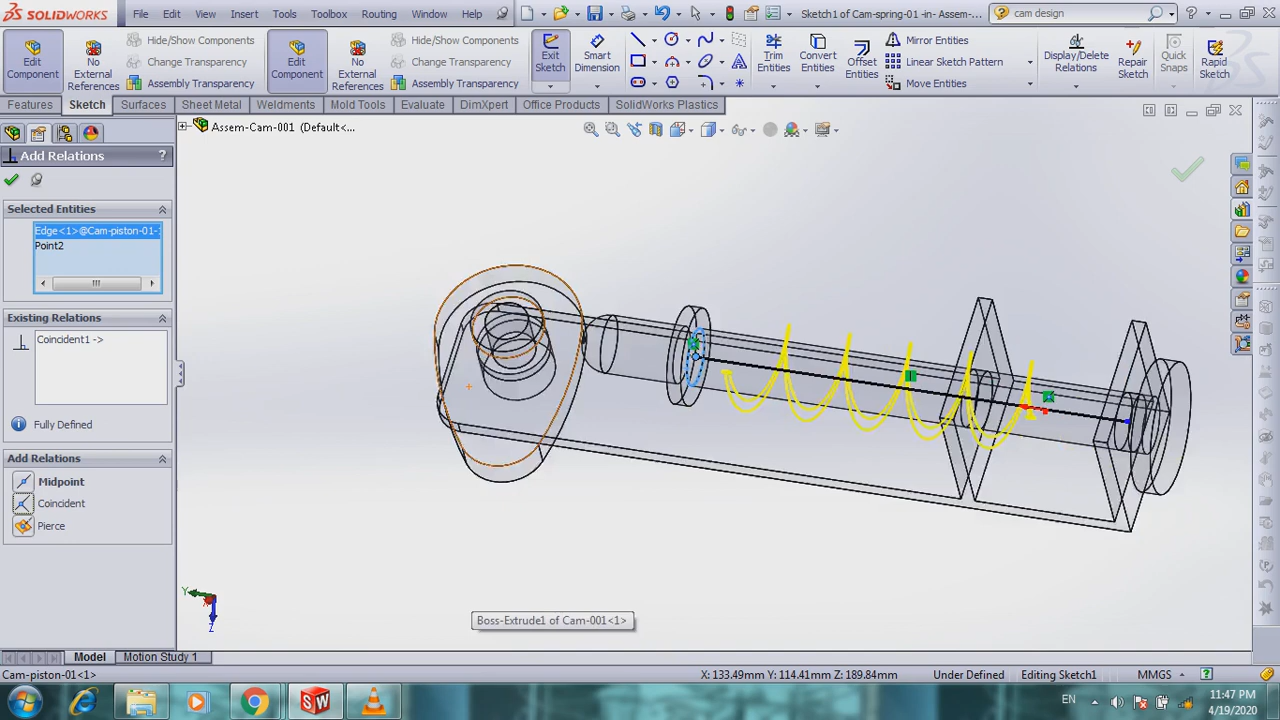 SOLIDWORKS
File Edit View Insert Tools Toolbox Routing Window Help
Sketch1 of Cam-spring-01 -in- Assem-...
cam design
Edit Component
No External References
Hide/Show Components
Change Transparency
Assembly Transparency
Edit Component
No External References
Hide/Show Components
Change Transparency
Assembly Transparency
Exit Sketch
Smart Dimension
Trim Entities
Convert Entities
Offset Entities
Mirror Entities
Linear Sketch Pattern
Move Entities
Display/Delete Relations
Repair Sketch
Quick Snaps
Rapid Sketch
Features Sketch Surfaces Sheet Metal Weldments Mold Tools Evaluate DimXpert Office Products SolidWorks Plastics
Assem-Cam-001 (Default<...
Add Relations ?
Selected Entities
Edge<1>@Cam-piston-01-1
Point2
Existing Relations
Coincident1 ->
Fully Defined
Add Relations
Midpoint
Coincident
Pierce
Y
X
Z
Boss-Extrude1 of Cam-001<1>
Model Motion Study 1
Cam-piston-01<1>
X: 133.49mm Y: 114.41mm Z: 189.84mm Under Defined Editing Sketch1 MMGS
EN
11:47 PM
4/19/2020